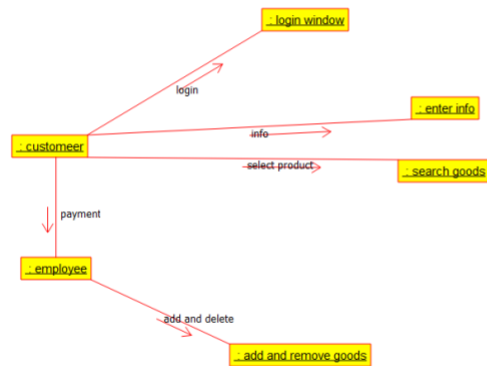 : login window
login
: enter info
info
: customeer
select product
: search goods
payment
: employee
add and delete
: add and remove goods